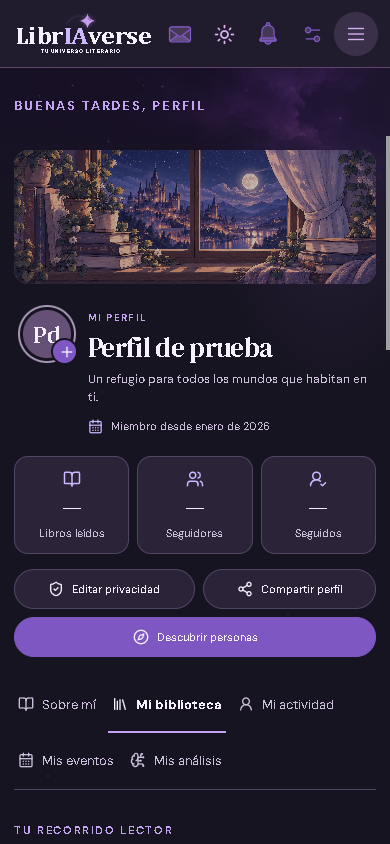 LibrIAverse
TU UNIVERSO LITERARIO
BUENAS TARDES, PERFIL
Pd
MI PERFIL
Perfil de prueba
Un refugio para todos los mundos que habitan en
ti.
Miembro desde enero de 2026
— — —
Libros leídos Seguidores Seguidos
Editar privacidad Compartir perfil
Descubrir personas
Sobre mí Mi biblioteca Mi actividad
Mis eventos Mis análisis
TU RECORRIDO LECTOR